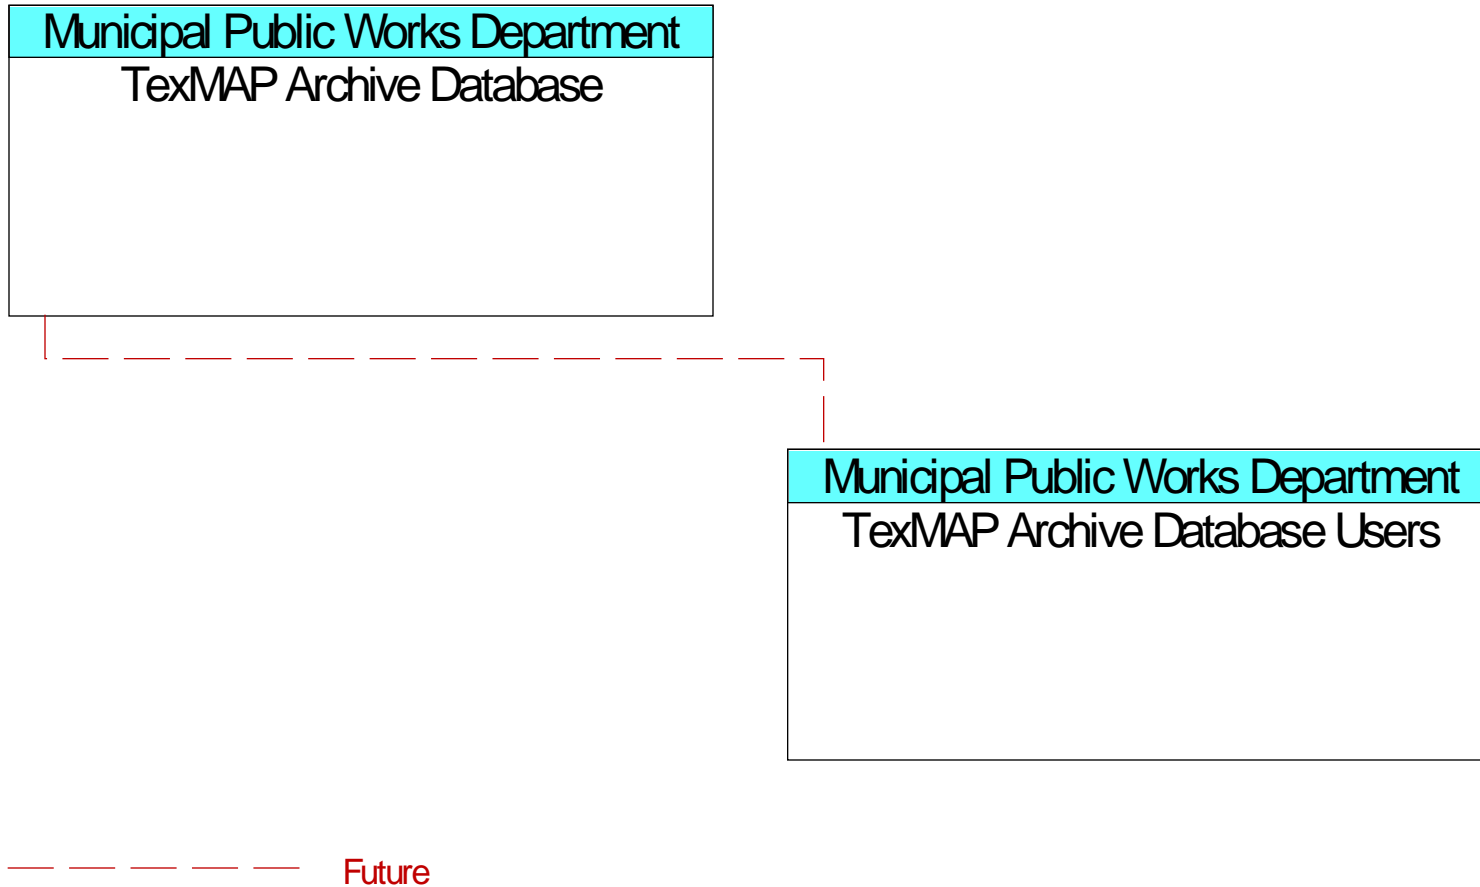 Municipal Public Works Department
TexMAP Archive Database
Municipal Public Works Department
TexMAP Archive Database Users
Future